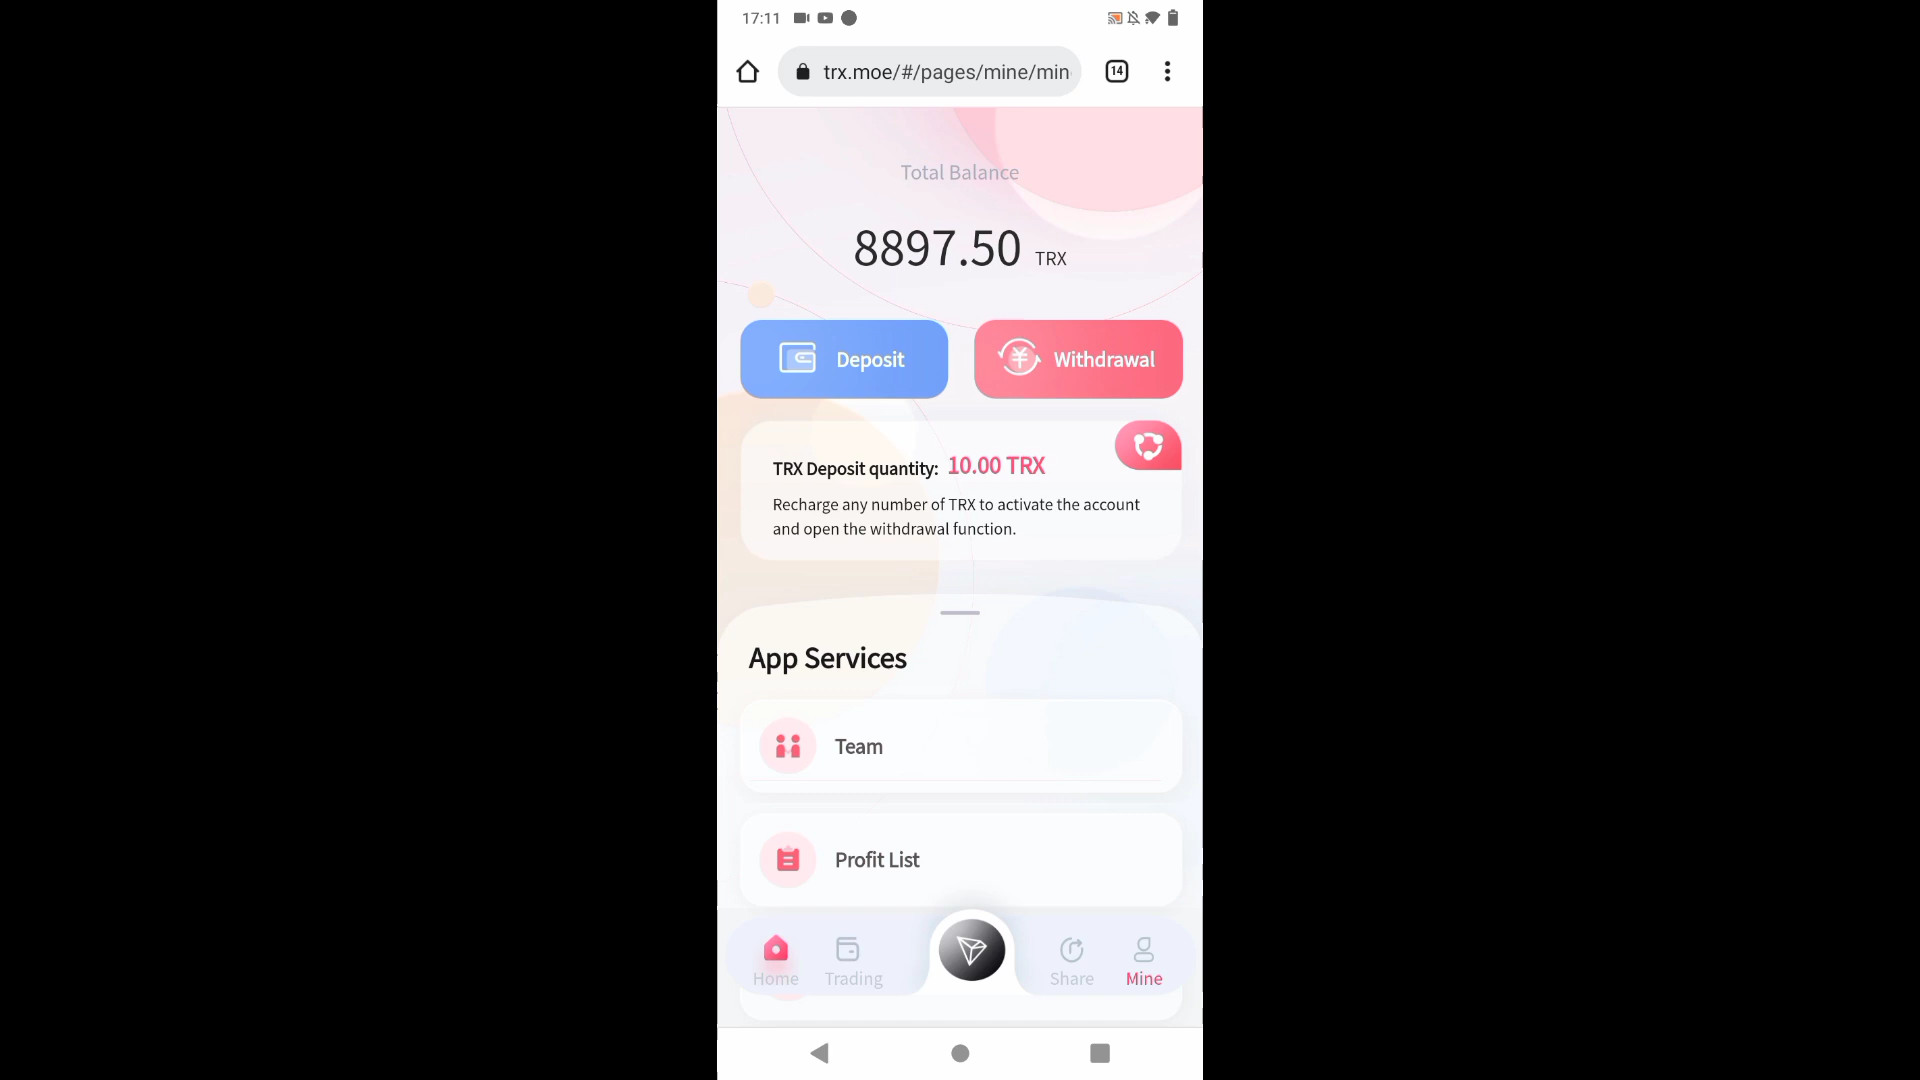 17:11
trx.moe/#/pages/mine/min
14
Total Balance
8897.50 TRX
Deposit
Withdrawal
TRX Deposit quantity: 10.00 TRX
Recharge any number of TRX to activate the account
and open the withdrawal function.
App Services
Team
Profit List
Home
Trading
Share
Mine